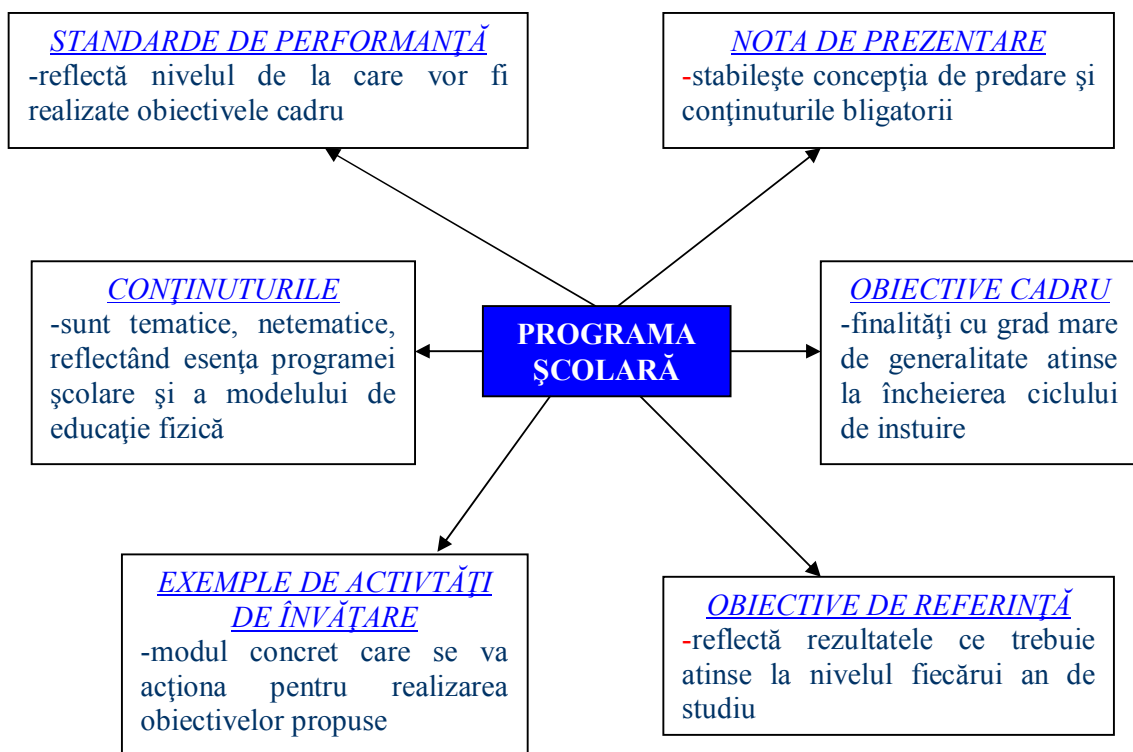 STANDARDE DE PERFORMANŢĂ
-reflectă nivelul de la care vor fi
realizate obiectivele cadru
NOTA DE PREZENTARE
-stabileşte concepţia de predare şi
conţinuturile bligatorii
CONŢINUTURILE
-sunt tematice, netematice,
reflectând esenţa programei
şcolare şi a modelului de
educaţie fizică
PROGRAMA
ŞCOLARĂ
OBIECTIVE CADRU
-finalităţi cu grad mare
de generalitate atinse
la încheierea ciclului
de instuire
EXEMPLE DE ACTIVTĂŢI
DE ÎNVĂŢARE
-modul concret care se va
acţiona pentru realizarea
obiectivelor propuse
OBIECTIVE DE REFERINŢĂ
-reflectă rezultatele ce trebuie
atinse la nivelul fiecărui an de
studiu